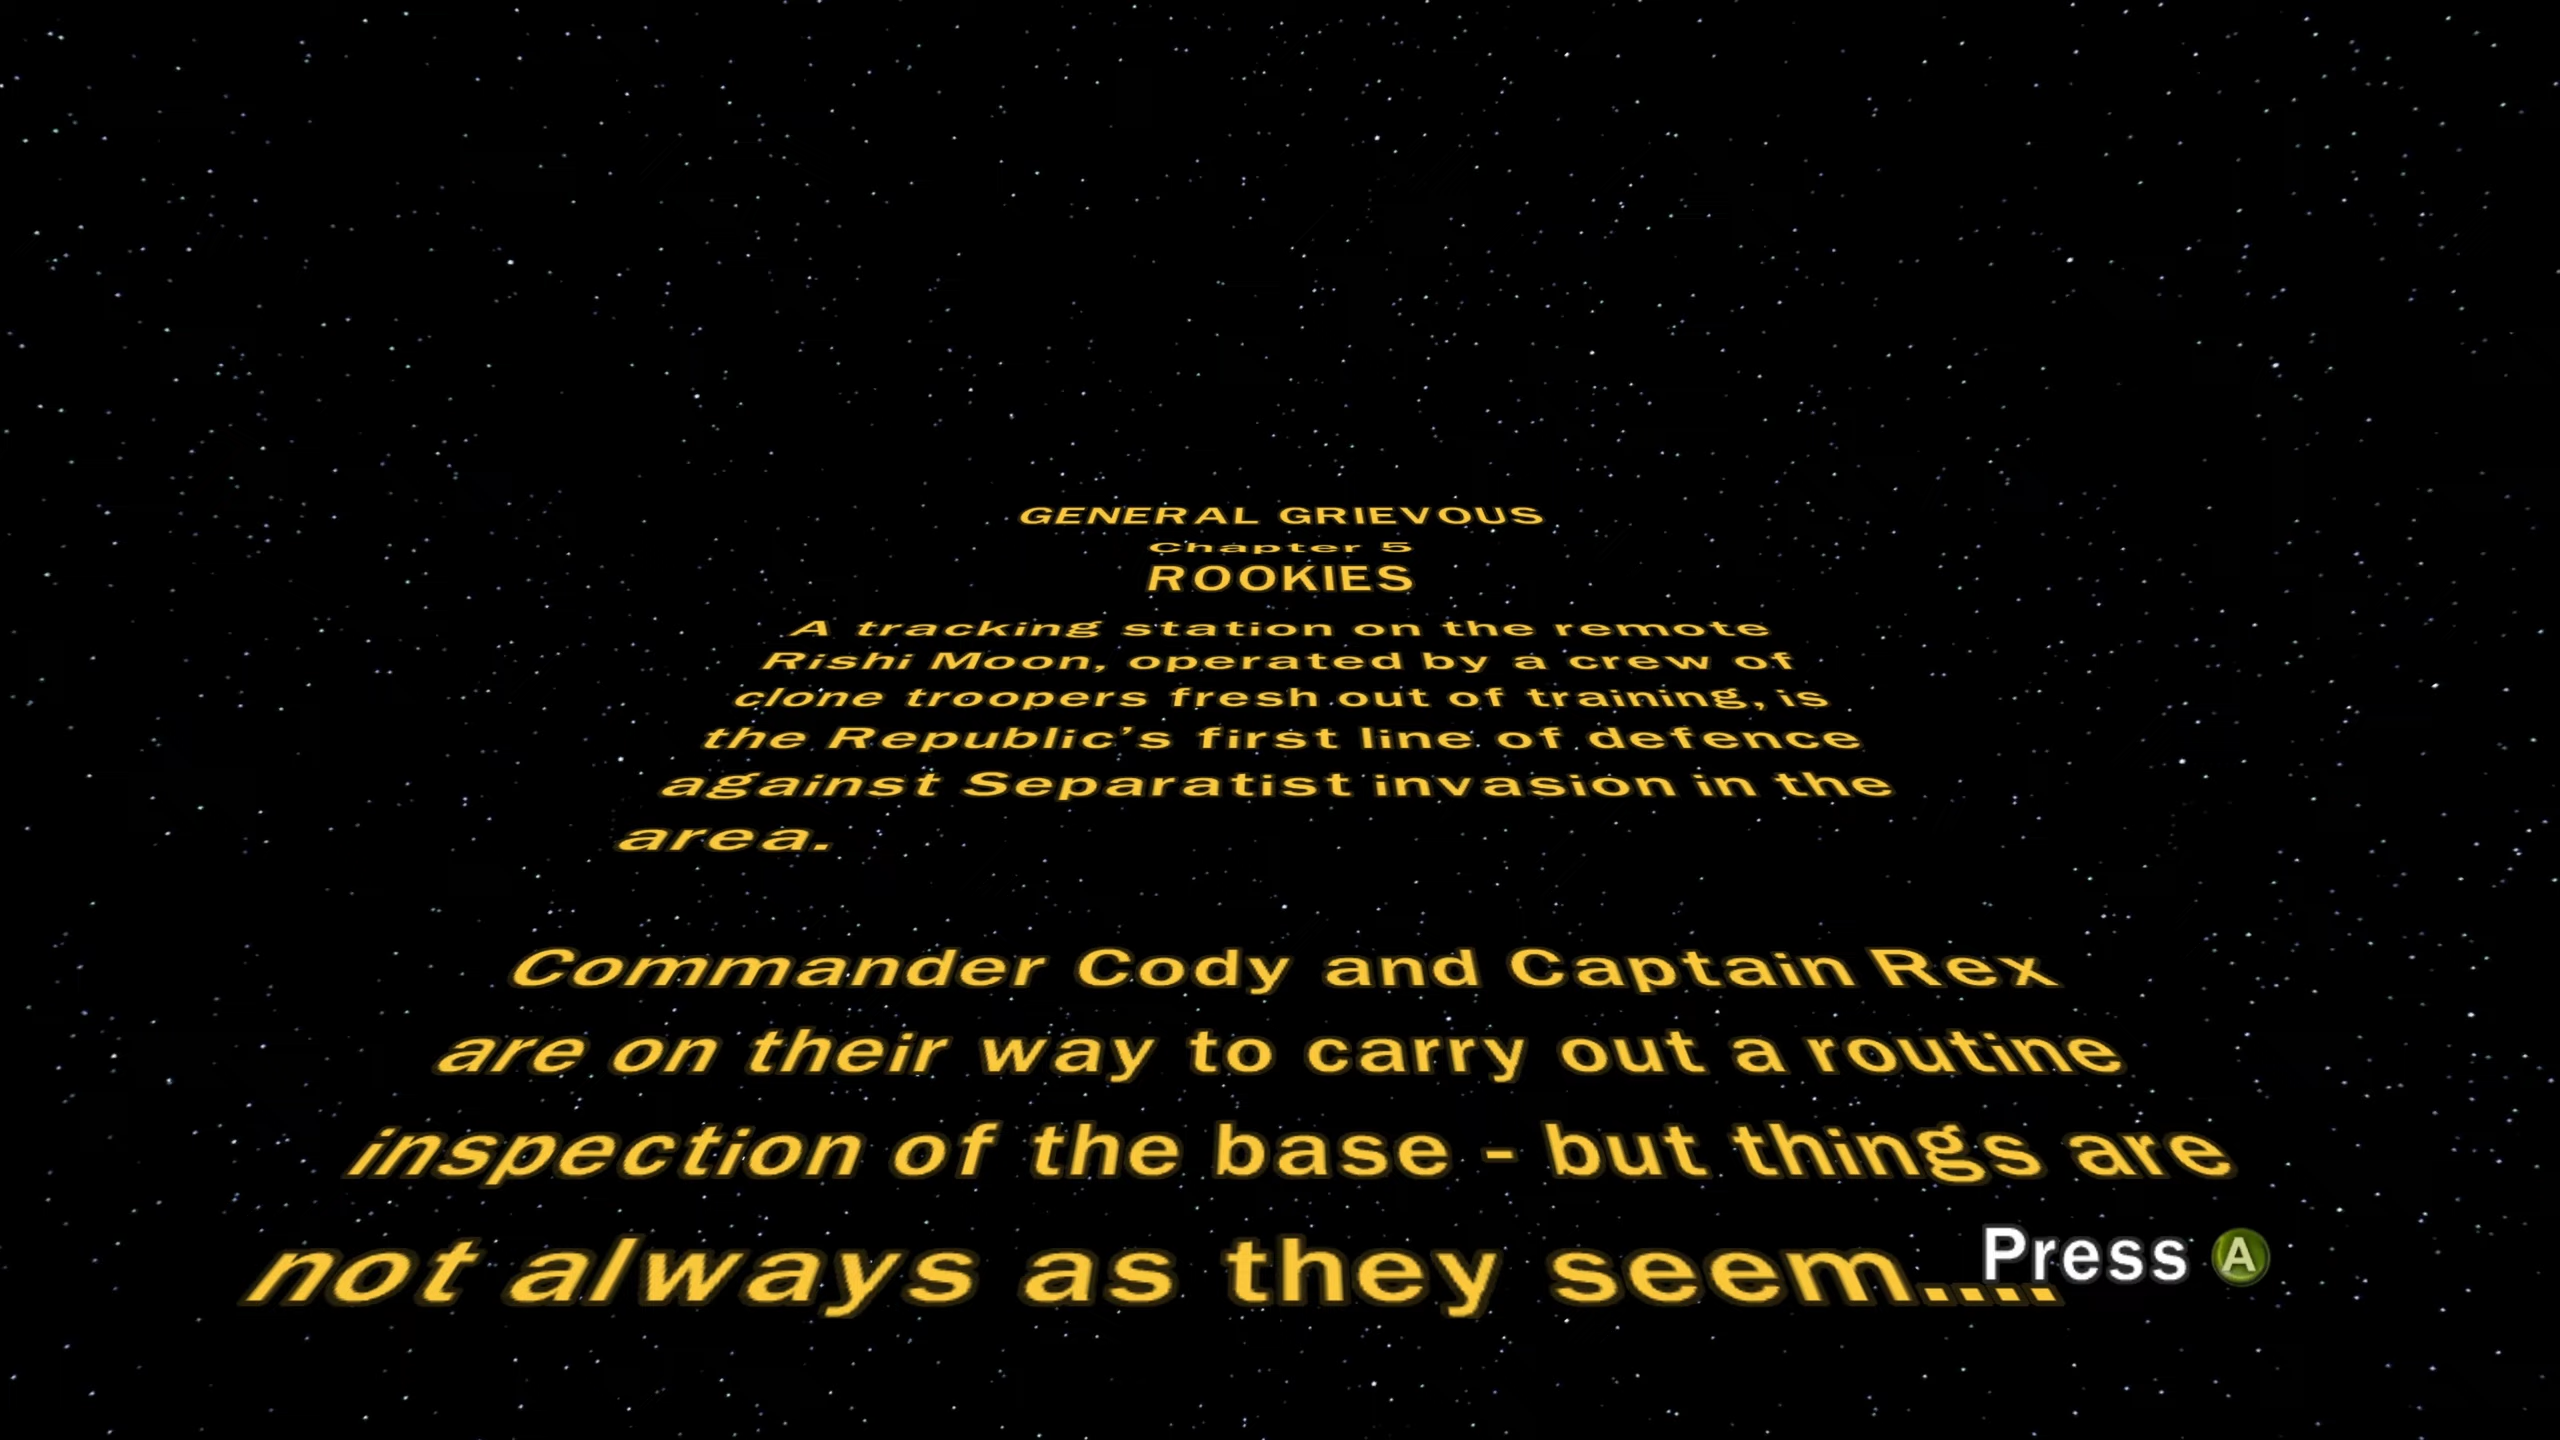 GENERAL GRIEVOUS
Chapter 5
ROOKIES
A tracking station on the remote
Rishi Moon, operated by a crew of
clone troopers fresh out of training, is
the Republic’s first line of defence
against Separatist invasion in the
area.
Commander Cody and Captain Rex
are on their way to carry out a routine
inspection of the base - but things are
not always as they seem....
Press A